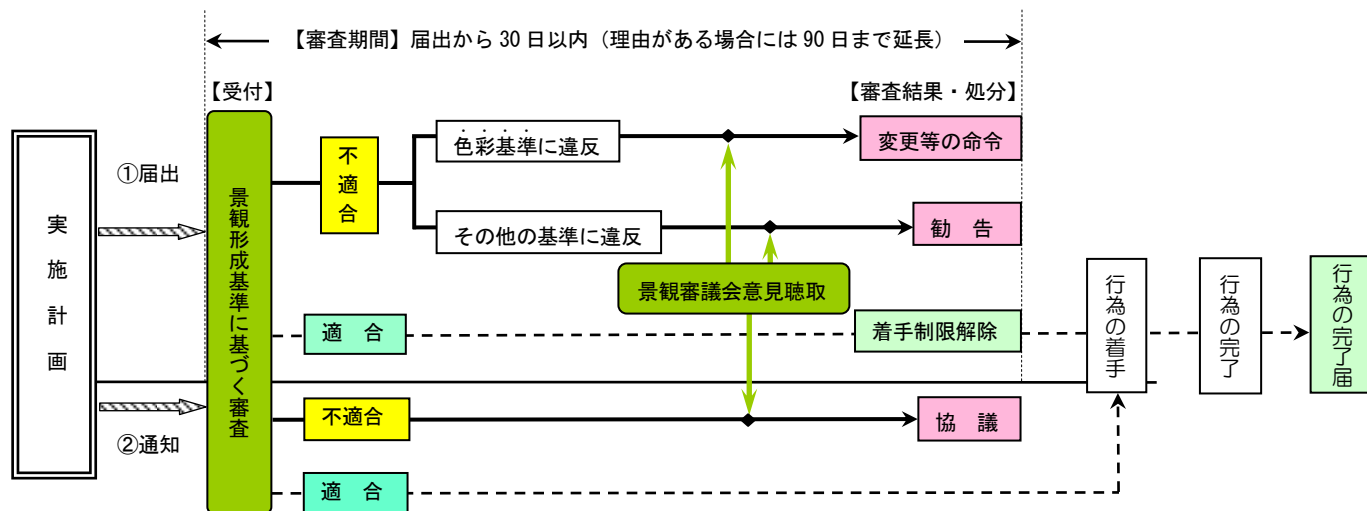 【審査期間】届出から 30 日以内（理由がある場合には 90 日まで延長）
【受付】
【審査結果・処分】
実施計画
①届出
②通知
景観形成基準に基づく審査
不適合
色彩基準に違反
変更等の命令
その他の基準に違反
勧 告
景観審議会意見聴取
適 合
着手制限解除
行為の着手
行為の完了
行為の完了届
不適合
協 議
適 合